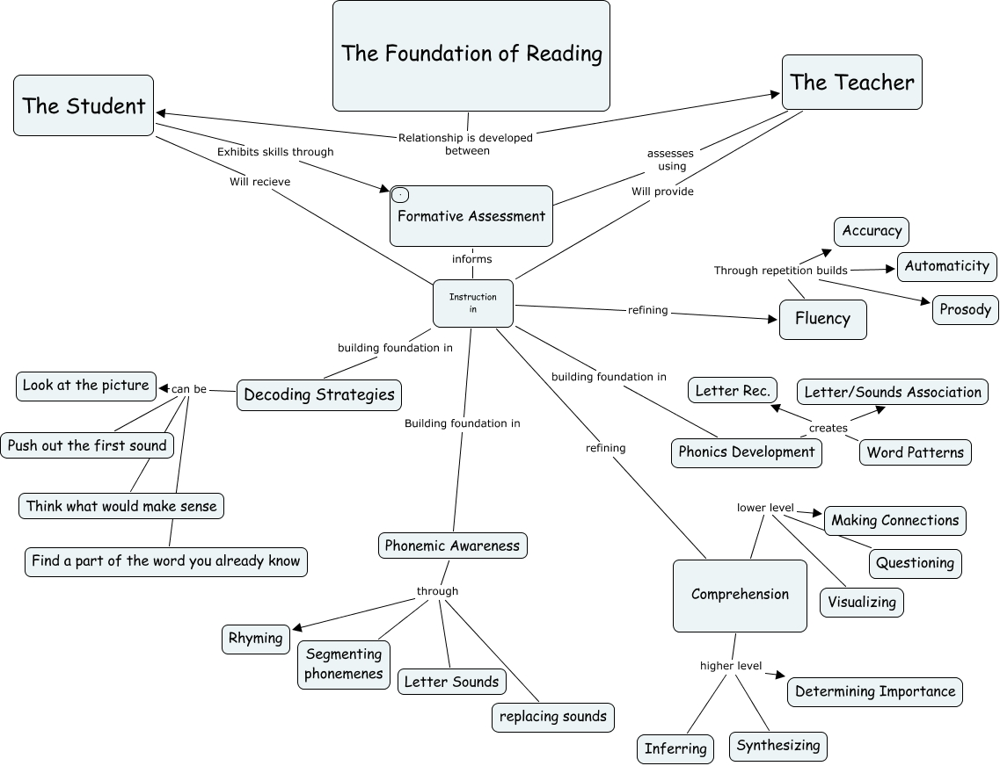 The Foundation of Reading
The Teacher
The Student
Relationship is developed
between
Exhibits skills through
assesses
using
Will recieve
Will provide
Formative Assessment
Accuracy
informs
Automaticity
Through repetition builds
Instruction
in
refining
Prosody
Fluency
building foundation in
building foundation in
Look at the picture
can be
Decoding Strategies
Letter Rec.
Letter/Sounds Association
Building foundation in
creates
Push out the first sound
refining
Phonics Development
Word Patterns
Think what would make sense
lower level
Making Connections
Phonemic Awareness
Find a part of the word you already know
Questioning
through
Comprehension
Visualizing
Rhyming
Segmenting
phonemenes
higher level
Letter Sounds
Determining Importance
replacing sounds
Inferring
Synthesizing